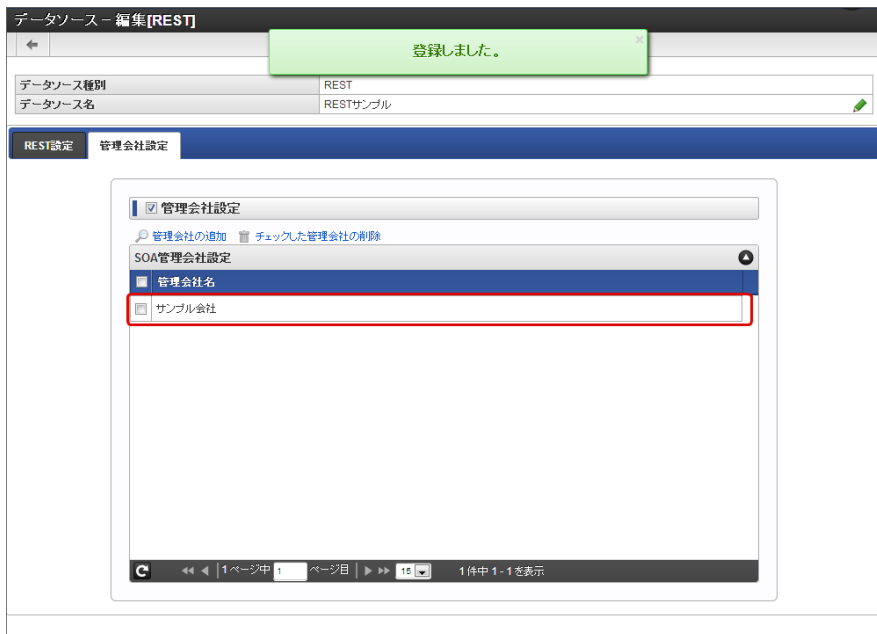 データソース - 編集[REST]
登録しました。
データソース種別 REST
データソース名 RESTサンプル
REST設定 管理会社設定
管理会社設定
管理会社の追加 チェックした管理会社の削除
SOA管理会社設定
管理会社名
サンプル会社
1ページ中 1 ページ目 15 1件中 1 - 1 を表示